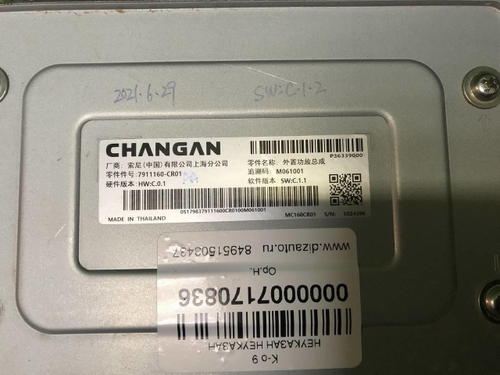 2021.6.29
SW:C.1.2
CHANGAN
P36339000
厂商: 索尼(中国)有限公司上海分公司
零件件号: 7911160-CR01
硬件版本: HW:C.0.1
零件名称: 外置功放总成
追溯码: M061001
软件版本: SW:C.1.1
MADE IN THAILAND
MC160CR01
S/N:
www.dizauto.ru 84951503437
Ор.Н.
0000007170836
НЕУКАЗАН НЕУКАЗАН
К-о 9